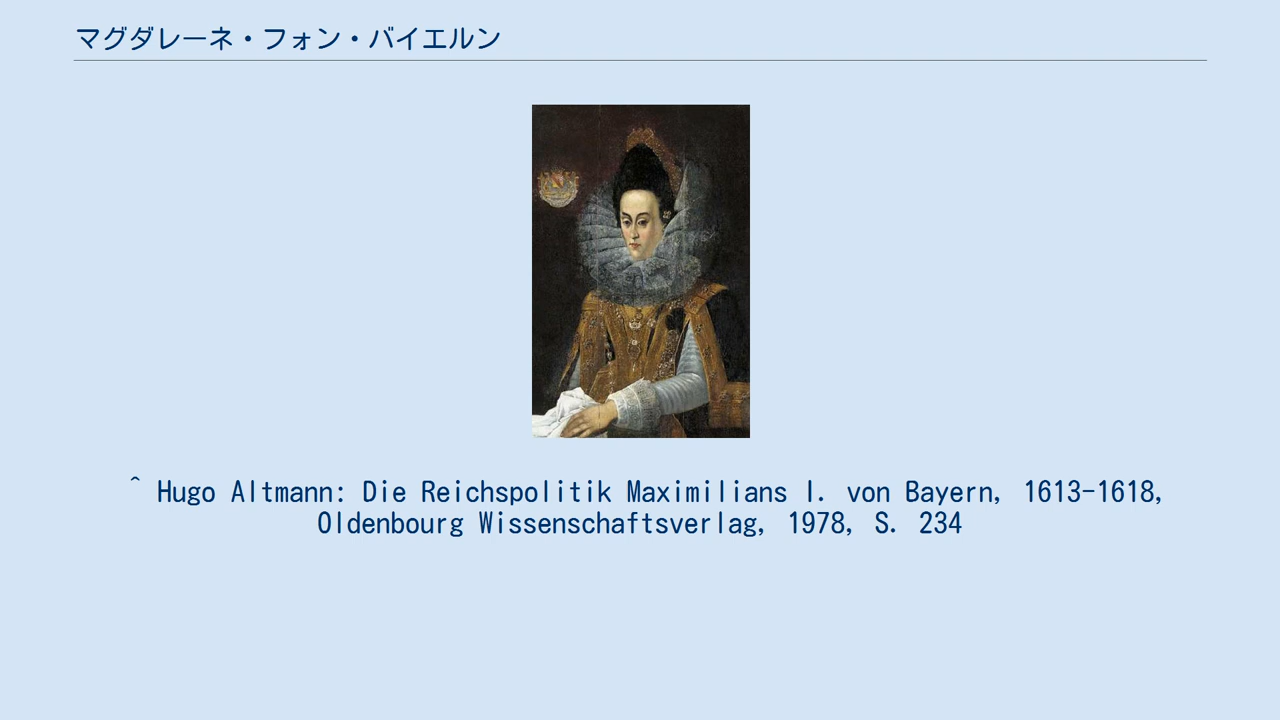 マグダレーネ・フォン・バイエルン
^ Hugo Altmann: Die Reichspolitik Maximilians I. von Bayern, 1613-1618,
Oldenbourg Wissenschaftsverlag, 1978, S. 234